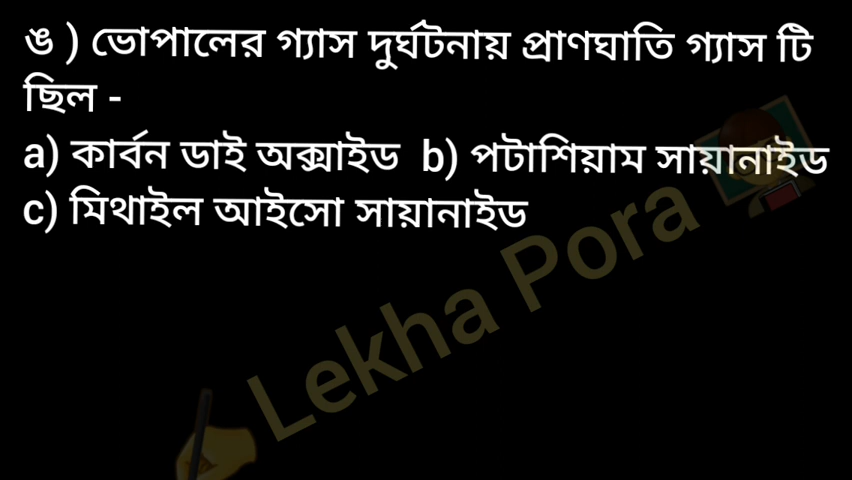 ঙ ) ভোপালের গ্যাস দুর্ঘটনায় প্রাণঘাতি গ্যাস টি
ছিল -
a) কার্বন ডাই অক্সাইড b) পটাশিয়াম সায়ানাইড
c) মিথাইল আইসো সায়ানাইড
Lekha Pora